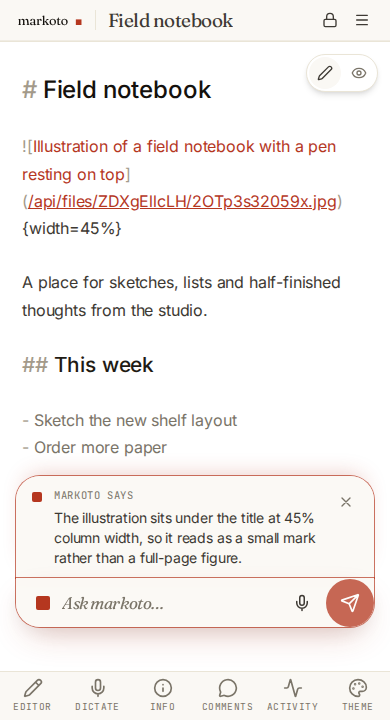 markoto
Field notebook
# Field notebook
![Illustration of a field notebook with a pen
resting on top]
(/api/files/ZDXgEllcLH/2OTp3s32059x.jpg)
{width=45%}
A place for sketches, lists and half-finished
thoughts from the studio.
## This week
- Sketch the new shelf layout
- Order more paper
MARKOTO SAYS
The illustration sits under the title at 45%
column width, so it reads as a small mark
rather than a full-page figure.
Ask markoto...
EDITOR
DICTATE
INFO
COMMENTS
ACTIVITY
THEME